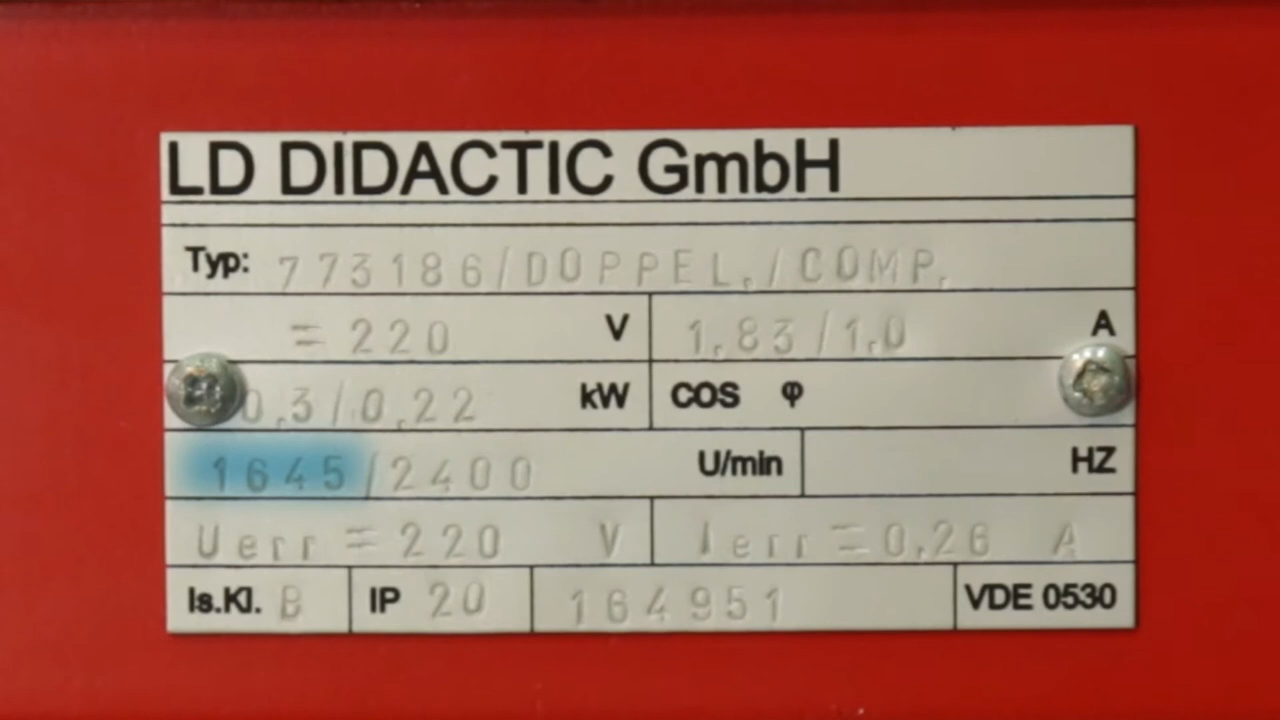 LD DIDACTIC GmbH
Typ: 773186/DOPPEL./COMP.
= 220 V 1,83/1,0 A
0,3/0,22 kW COS φ
1645/2400 U/min HZ
Uerr = 220 V Ierr = 0,26 A
Is.Kl. B IP 20 164951 VDE 0530